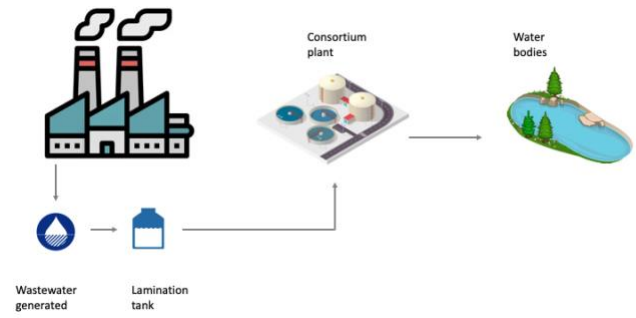 Consortium
plant
Water
bodies
Wastewater
generated
Lamination
tank